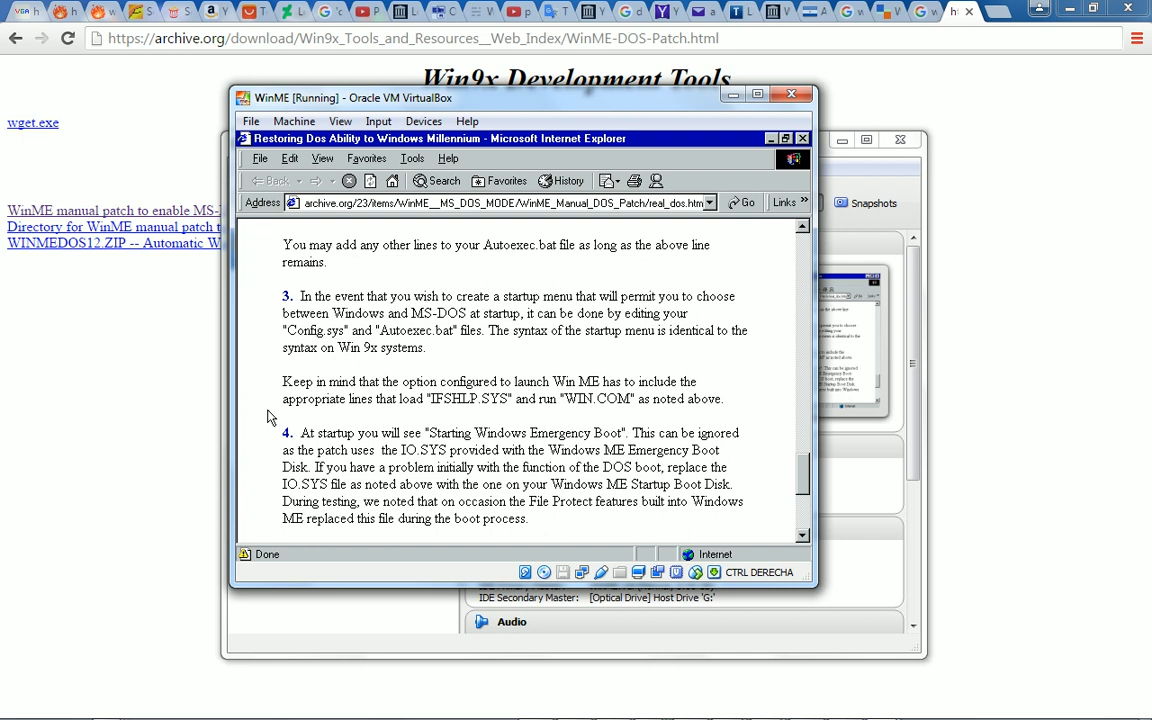 https://archive.org/download/Win9x_Tools_and_Resources__Web_Index/WinME-DOS-Patch.html
Win9x Development Tools
wget.exe
WinME manual patch to enable MS-
Directory for WinME manual patch t
WINMEDOS12.ZIP -- Automatic W
WinME [Running] - Oracle VM VirtualBox
File Machine View Input Devices Help
Restoring Dos Ability to Windows Millennium - Microsoft Internet Explorer
File Edit View Favorites Tools Help
Back Search Favorites History
Address archive.org/23/items/WinME__MS_DOS_MODE/WinME_Manual_DOS_Patch/real_dos.htm Go Links »
You may add any other lines to your Autoexec.bat file as long as the above line
remains.
3. In the event that you wish to create a startup menu that will permit you to choose
between Windows and MS-DOS at startup, it can be done by editing your
"Config.sys" and "Autoexec.bat" files. The syntax of the startup menu is identical to the
syntax on Win 9x systems.
Keep in mind that the option configured to launch Win ME has to include the
appropriate lines that load "IFSHLP.SYS" and run "WIN.COM" as noted above.
4. At startup you will see "Starting Windows Emergency Boot". This can be ignored
as the patch uses the IO.SYS provided with the Windows ME Emergency Boot
Disk. If you have a problem initially with the function of the DOS boot, replace the
IO.SYS file as noted above with the one on your Windows ME Startup Boot Disk.
During testing, we noted that on occasion the File Protect features built into Windows
ME replaced this file during the boot process.
Done Internet
CTRL DERECHA
Snapshots
IDE Secondary Master: [Optical Drive] Host Drive 'G:'
Audio